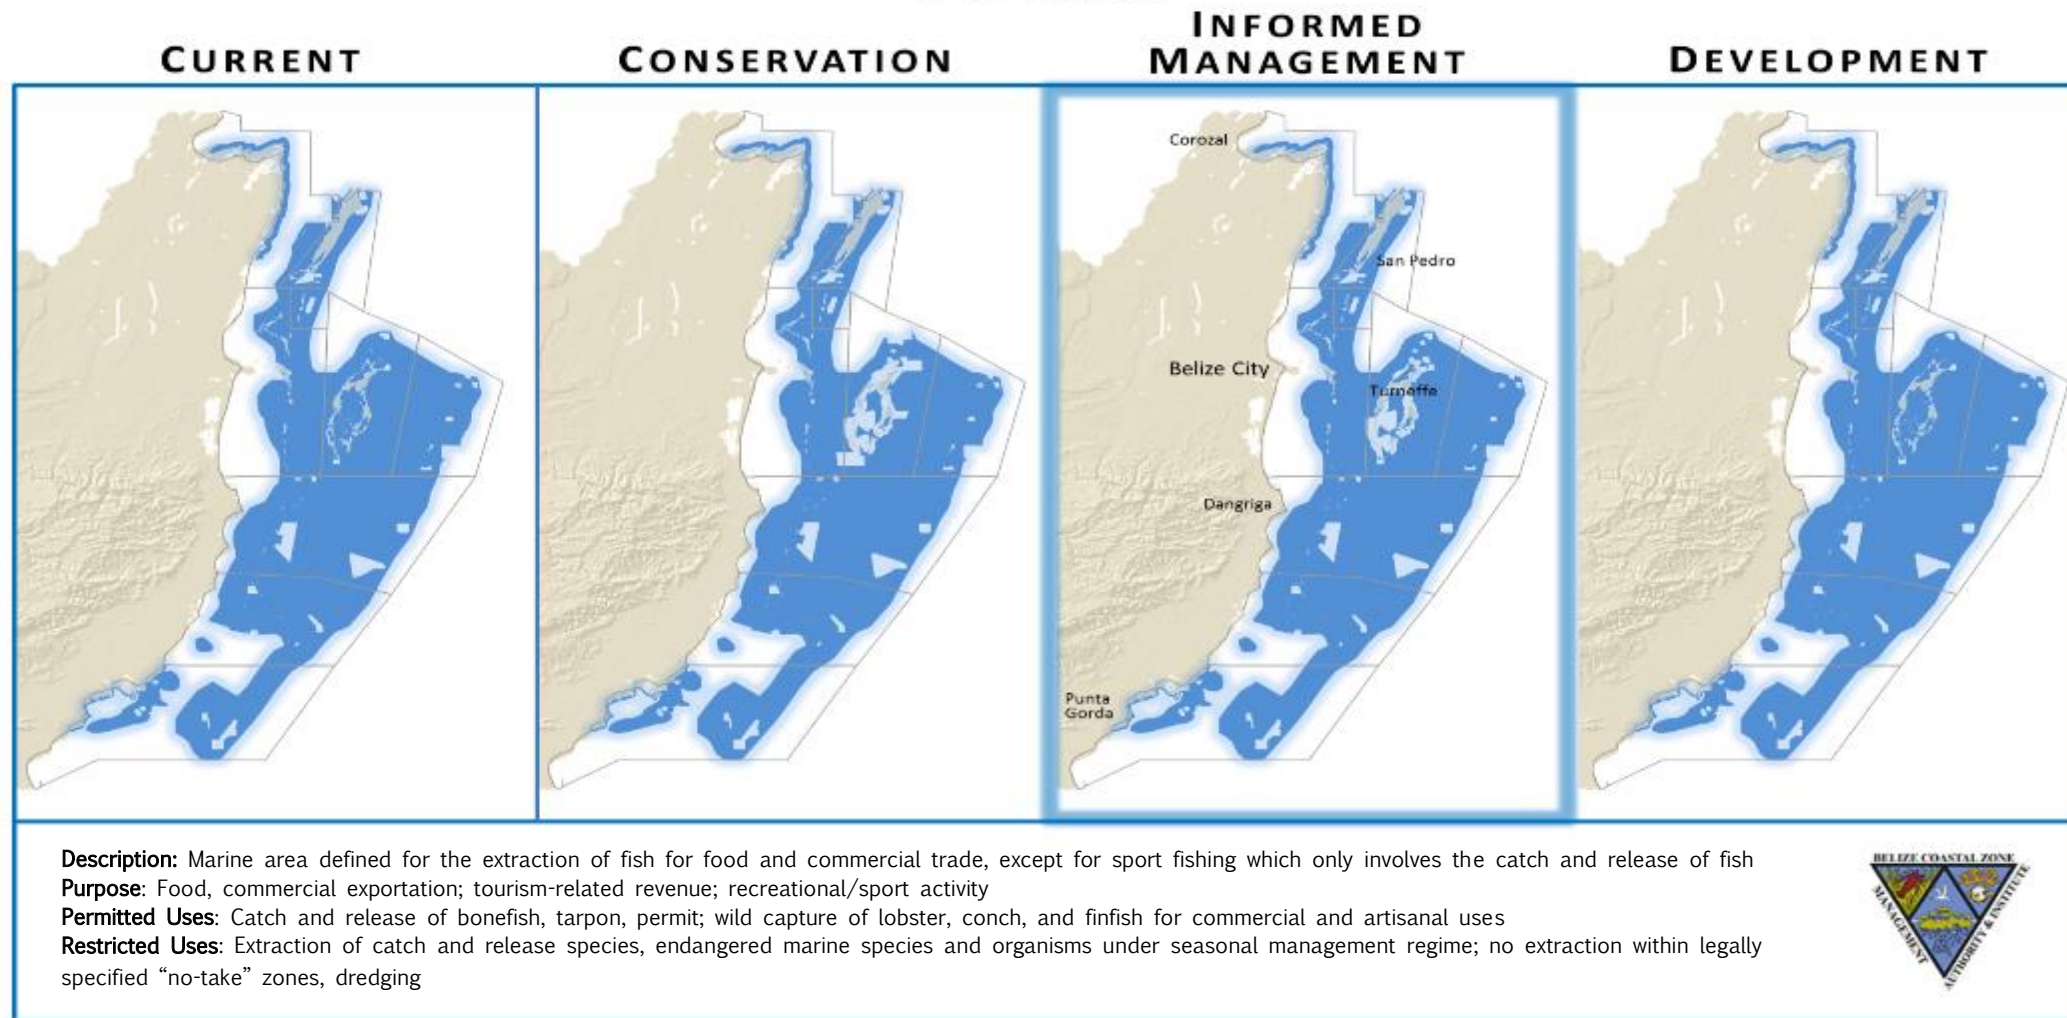 CURRENT
CONSERVATION
INFORMED
MANAGEMENT
DEVELOPMENT
Corozal
San Pedro
Belize City
Turneffe
Dangriga
Punta
Gorda
Description: Marine area defined for the extraction of fish for food and commercial trade, except for sport fishing which only involves the catch and release of fish
Purpose: Food, commercial exportation; tourism-related revenue; recreational/sport activity
Permitted Uses: Catch and release of bonefish, tarpon, permit; wild capture of lobster, conch, and finfish for commercial and artisanal uses
Restricted Uses: Extraction of catch and release species, endangered marine species and organisms under seasonal management regime; no extraction within legally
specified “no-take” zones, dredging
BELIZE COASTAL ZONE
MANAGEMENT
AUTHORITY & INSTITUTE